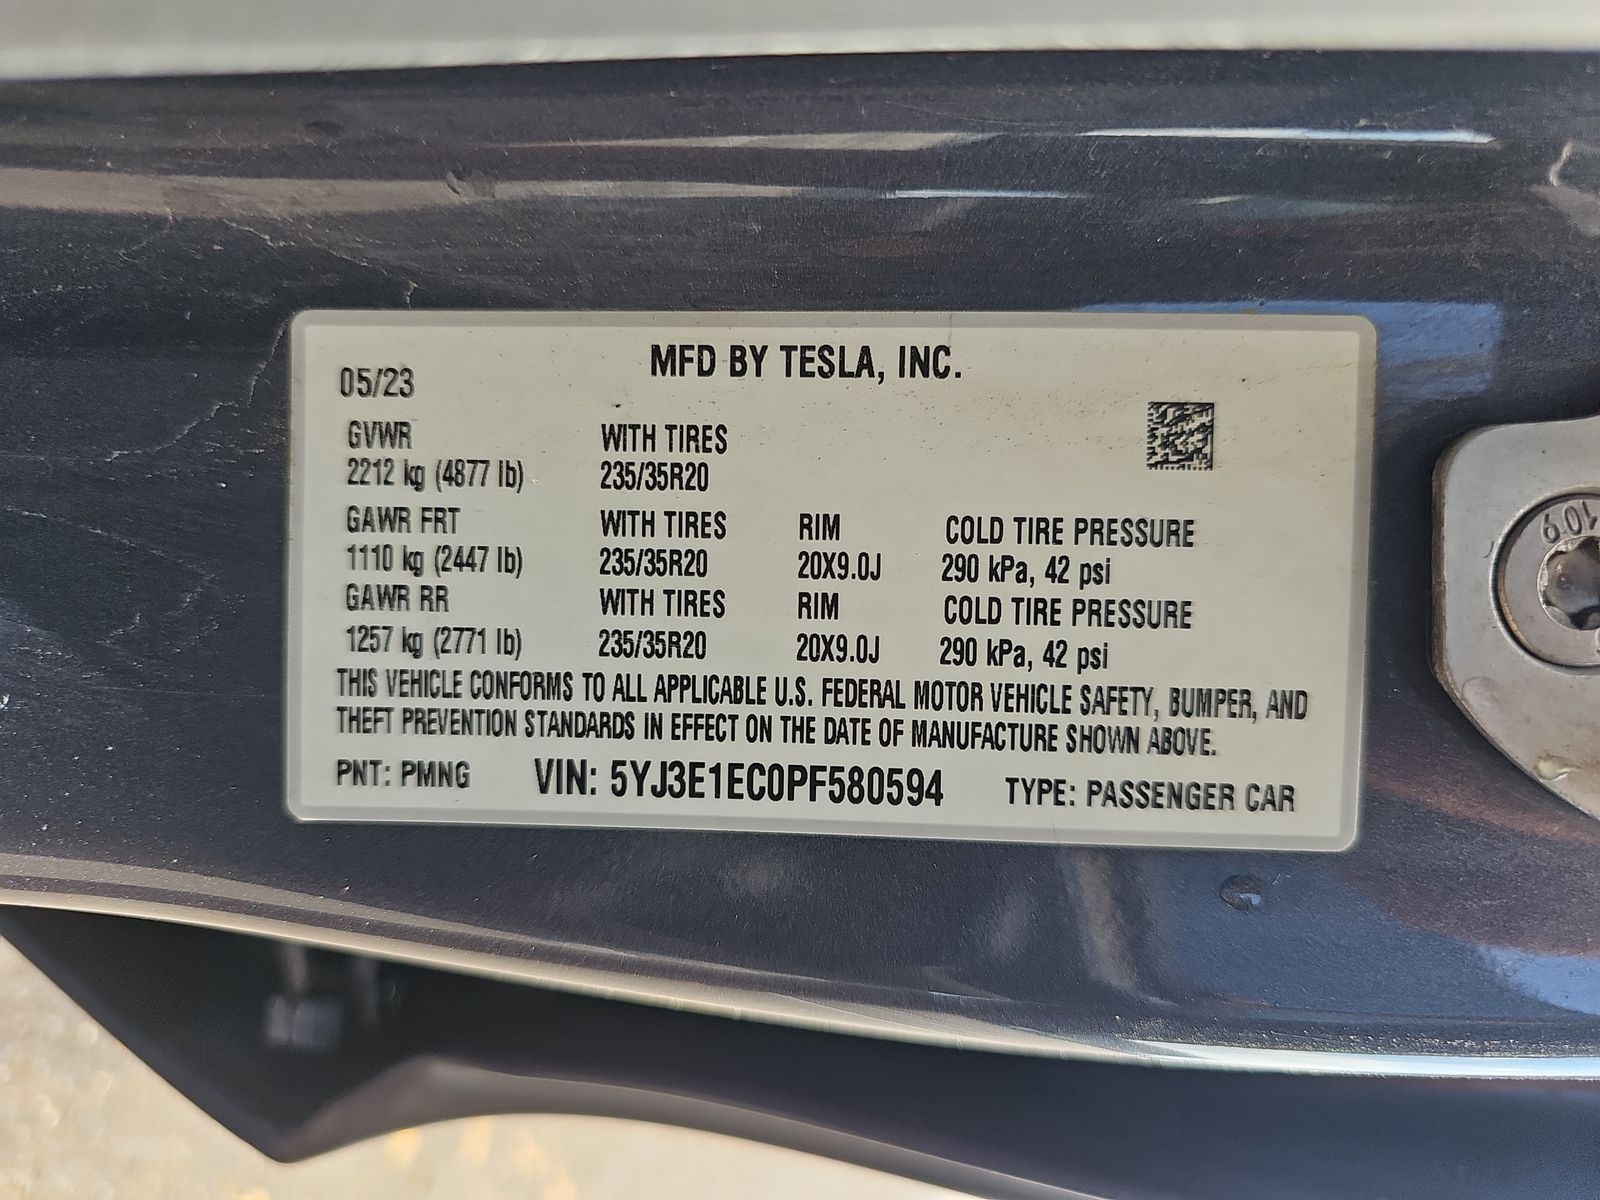 MFD BY TESLA, INC.
05/23
GVWR WITH TIRES
2212 kg (4877 lb) 235/35R20
GAWR FRT WITH TIRES RIM COLD TIRE PRESSURE
1110 kg (2447 lb) 235/35R20 20X9.0J 290 kPa, 42 psi
GAWR RR WITH TIRES RIM COLD TIRE PRESSURE
1257 kg (2771 lb) 235/35R20 20X9.0J 290 kPa, 42 psi
THIS VEHICLE CONFORMS TO ALL APPLICABLE U.S. FEDERAL MOTOR VEHICLE SAFETY, BUMPER, AND
THEFT PREVENTION STANDARDS IN EFFECT ON THE DATE OF MANUFACTURE SHOWN ABOVE.
PNT: PMNG VIN: 5YJ3E1EC0PF580594 TYPE: PASSENGER CAR
10.9